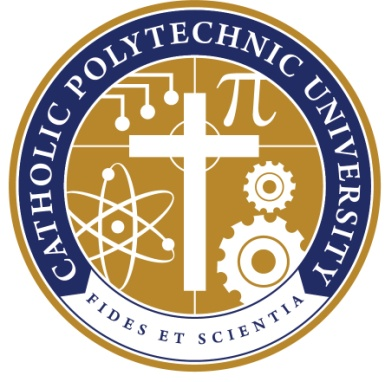 CATHOLIC POLYTECHNIC UNIVERSITY
π
FIDES ET SCIENTIA